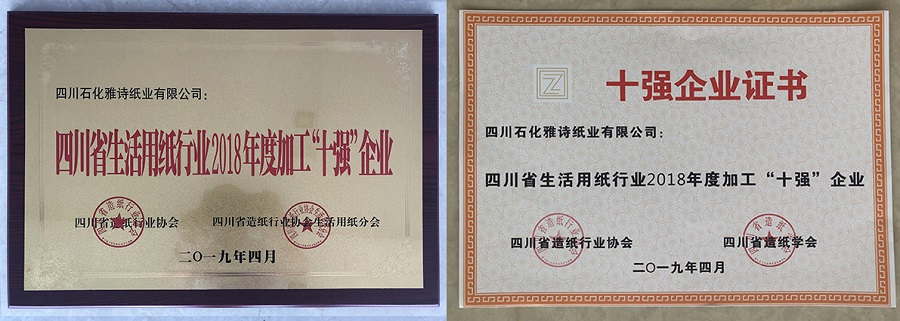 四川石化雅诗纸业有限公司：
四川省生活用纸行业2018年度加工“十强”企业
四川省造纸行业协会 四川省造纸行业协会生活用纸分会
二〇一九年四月
十强企业证书
四川石化雅诗纸业有限公司：
四川省生活用纸行业2018年度加工“十强”企业
四川省造纸行业协会 四川省造纸学会
二〇一九年四月